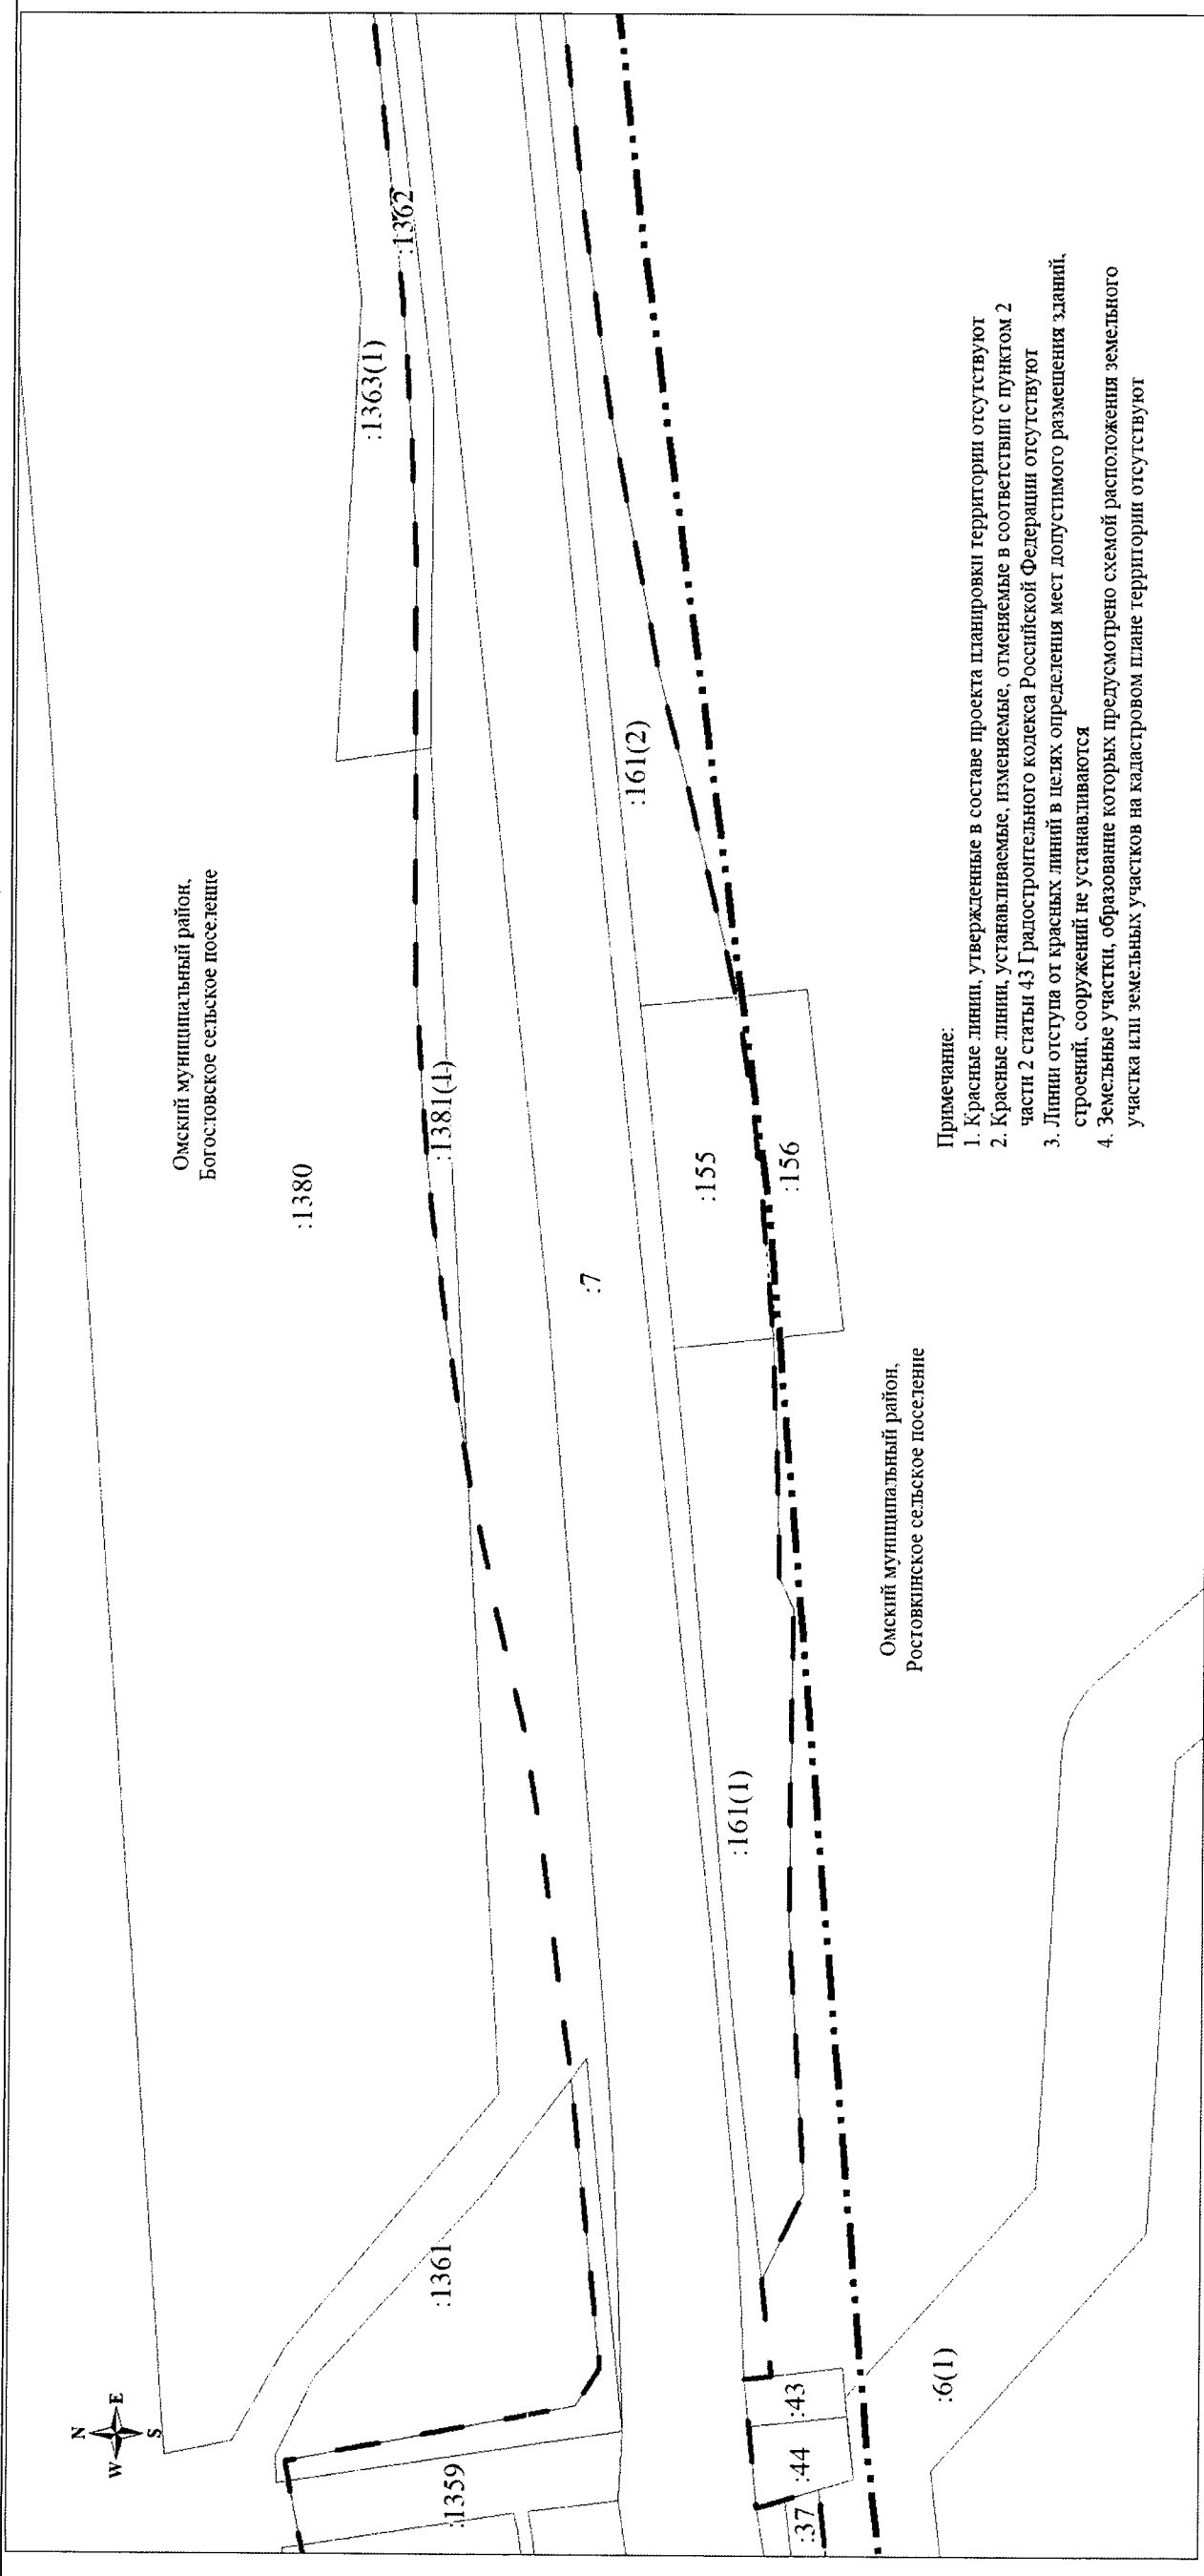 N
W
E
S
Омский муниципальный район,
Богословское сельское поселение
:1380
:1363(1)
:1362
:1381(1)
:1361
:1359
:7
:161(2)
:155
:156
:161(1)
:43
:44
:37
:6(1)
Омский муниципальный район,
Ростовкинское сельское поселение
Примечание:
1. Красные линии, утвержденные в составе проекта планировки территории отсутствуют
2. Красные линии, устанавливаемые, изменяемые, отменяемые в соответствии с пунктом 2
части 2 статьи 43 Градостроительного кодекса Российской Федерации отсутствуют
3. Линии отступа от красных линий в целях определения мест допустимого размещения зданий,
строений, сооружений не устанавливаются
4. Земельные участки, образование которых предусмотрено схемой расположения земельного
участка или земельных участков на кадастровом плане территории отсутствуют